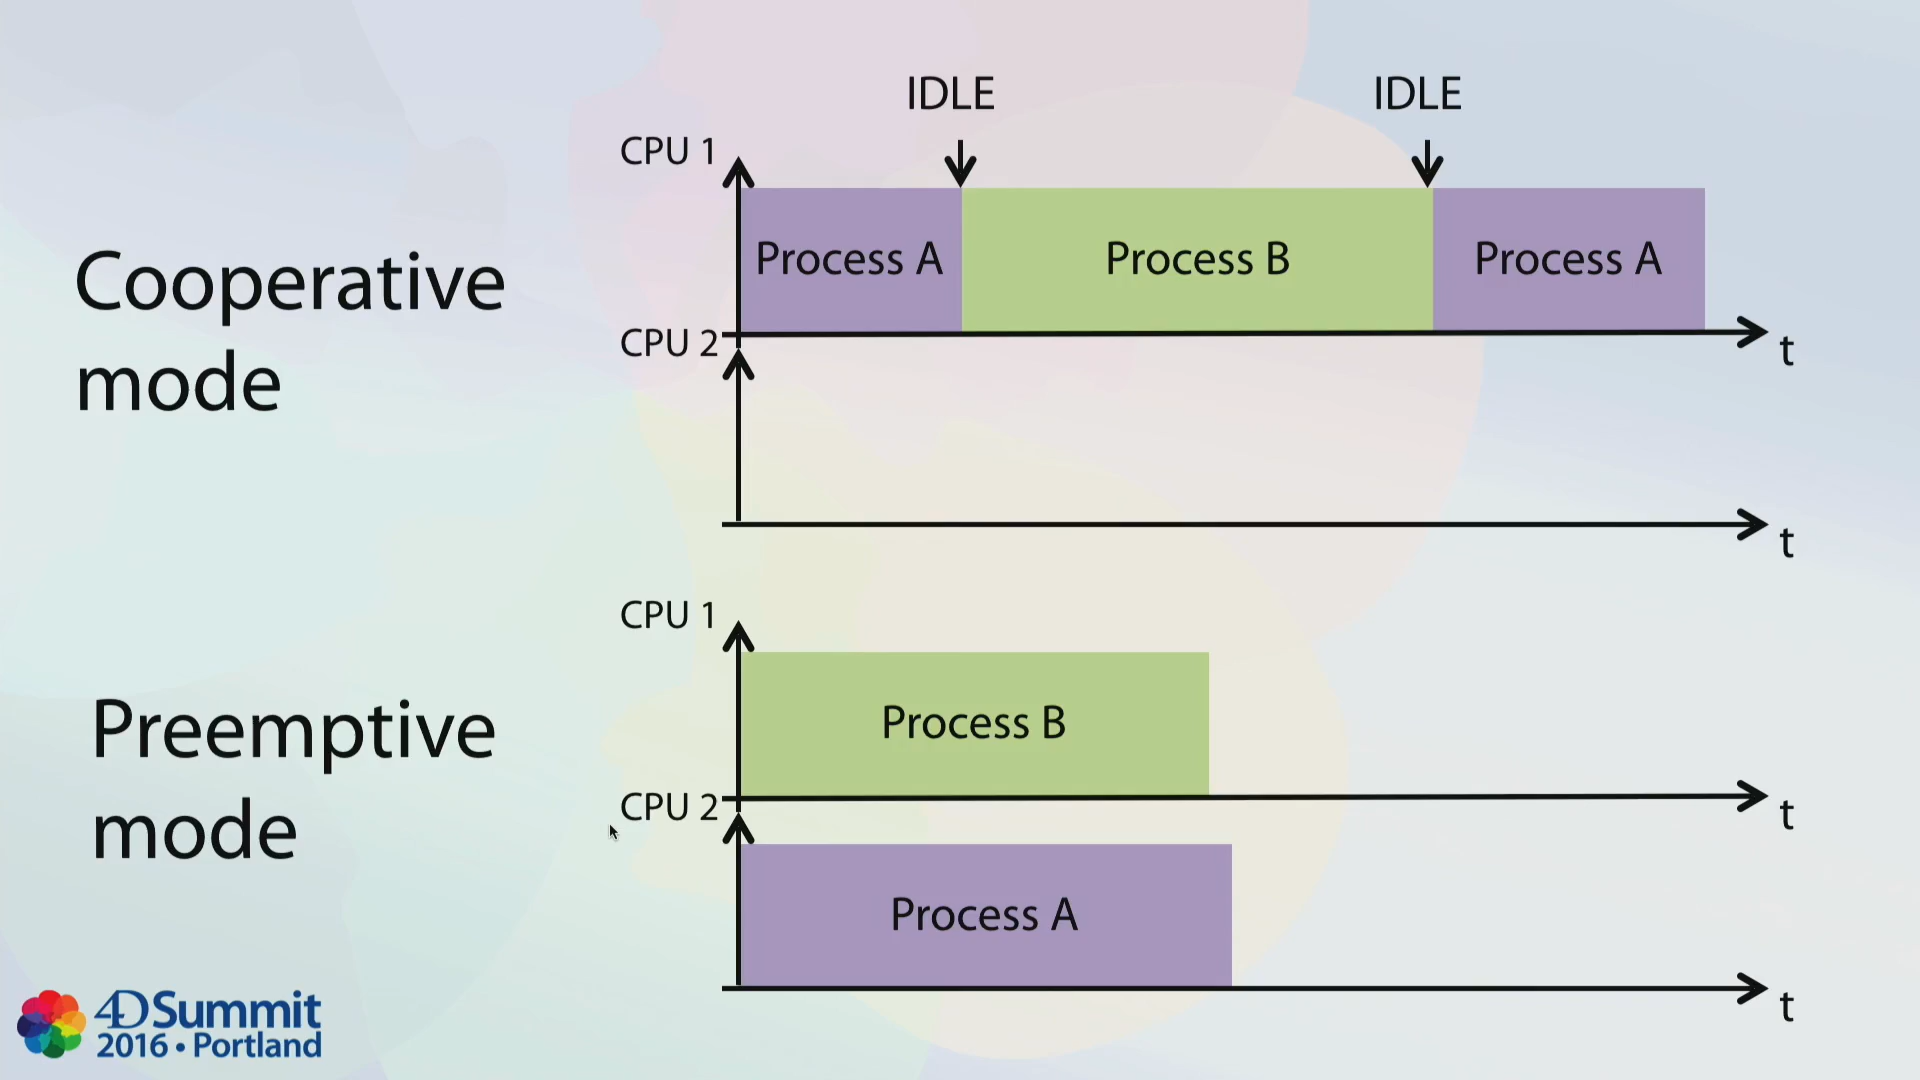 IDLE
IDLE
CPU 1
Process A
Process B
Process A
Cooperative
mode
CPU 2
t
t
CPU 1
Process B
Preemptive
mode
CPU 2
t
Process A
t
4D Summit
2016 • Portland